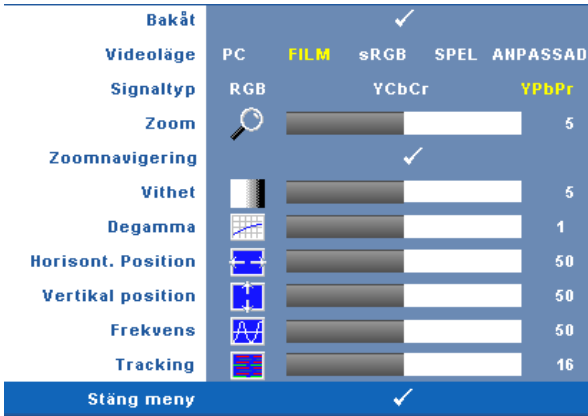 Bakåt
Videoläge PC FILM sRGB SPEL ANPASSAD
Signaltyp RGB YCbCr YPbPr
Zoom 5
Zoomnavigering
Vithet 5
Degamma 1
Horisont. Position 50
Vertikal position 50
Frekvens 50
Tracking 16
Stäng meny